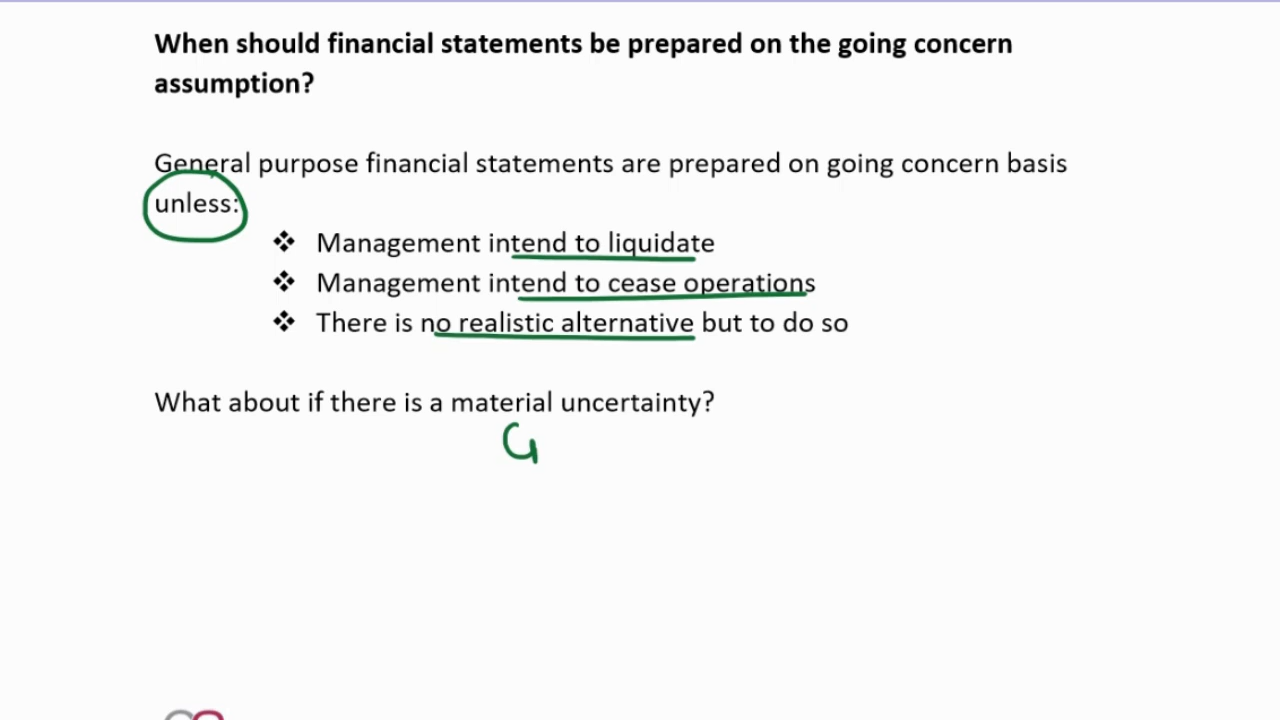 When should financial statements be prepared on the going concern
assumption?
General purpose financial statements are prepared on going concern basis
unless:
❖ Management intend to liquidate
❖ Management intend to cease operations
❖ There is no realistic alternative but to do so
What about if there is a material uncertainty?
G